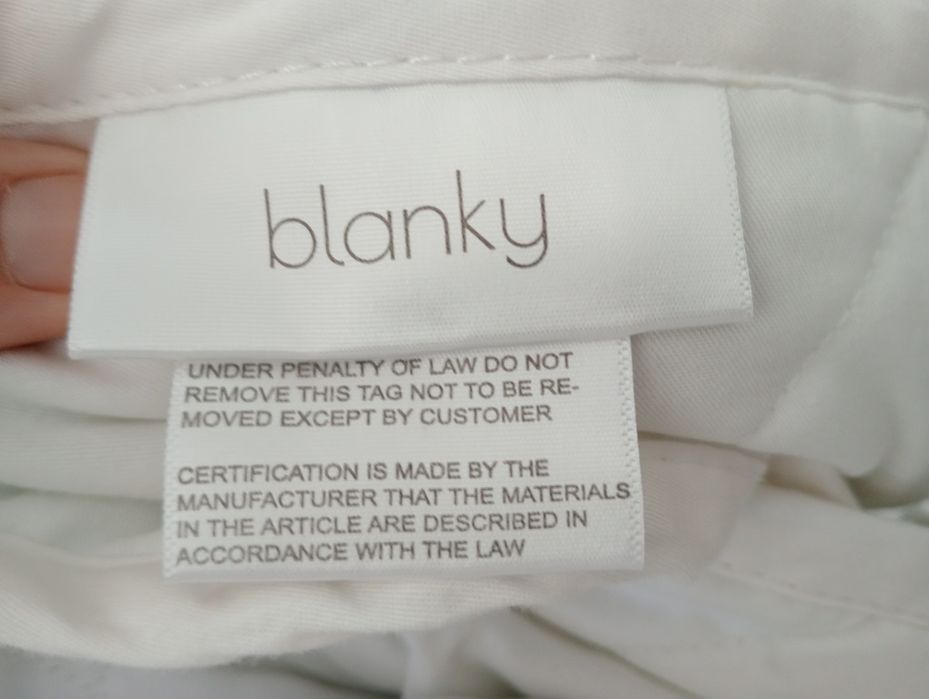 blanky
UNDER PENALTY OF LAW DO NOT
REMOVE THIS TAG NOT TO BE RE-
MOVED EXCEPT BY CUSTOMER
CERTIFICATION IS MADE BY THE
MANUFACTURER THAT THE MATERIALS
IN THE ARTICLE ARE DESCRIBED IN
ACCORDANCE WITH THE LAW